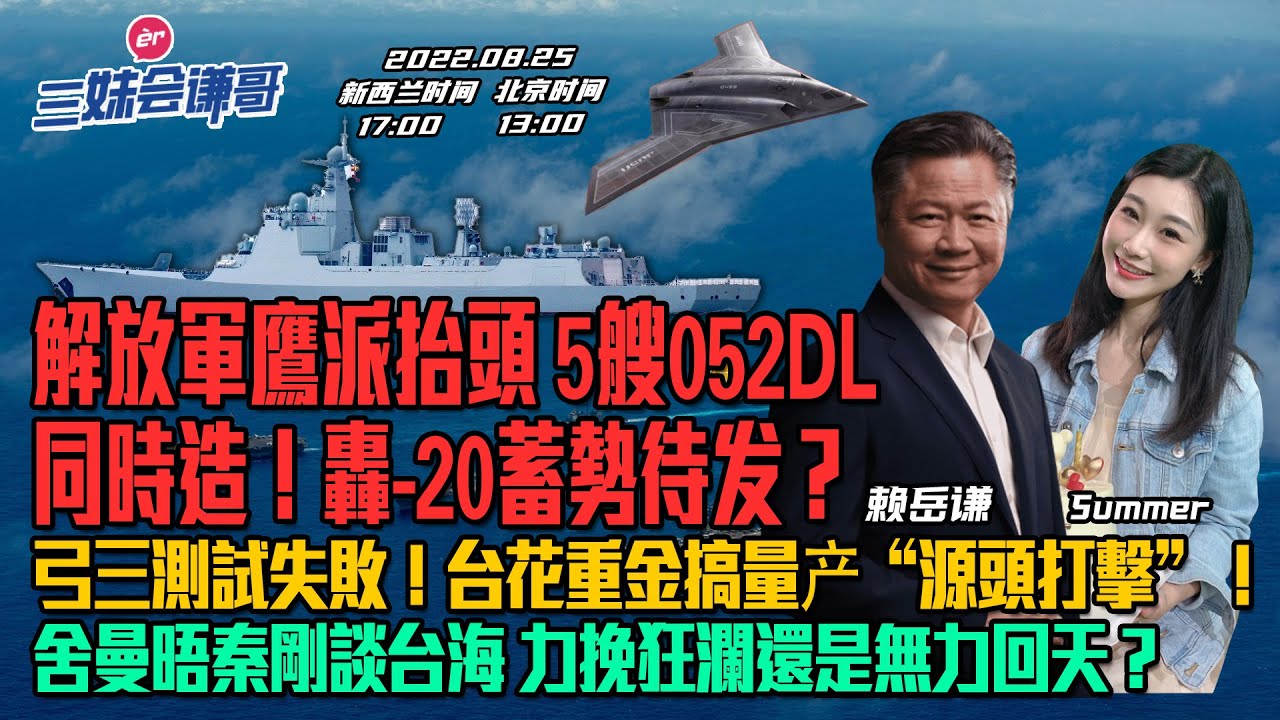 èr
三妹会谦哥
2022.08.25
新西兰时间 北京时间
17:00 13:00
解放軍鷹派抬頭 5艘052DL
同時造！轟-20蓄勢待发？
賴岳谦 Summer
弓三測試失敗！台花重金搞量产“源頭打擊”！
舍曼晤秦剛談台海 力挽狂瀾還是無力回天？